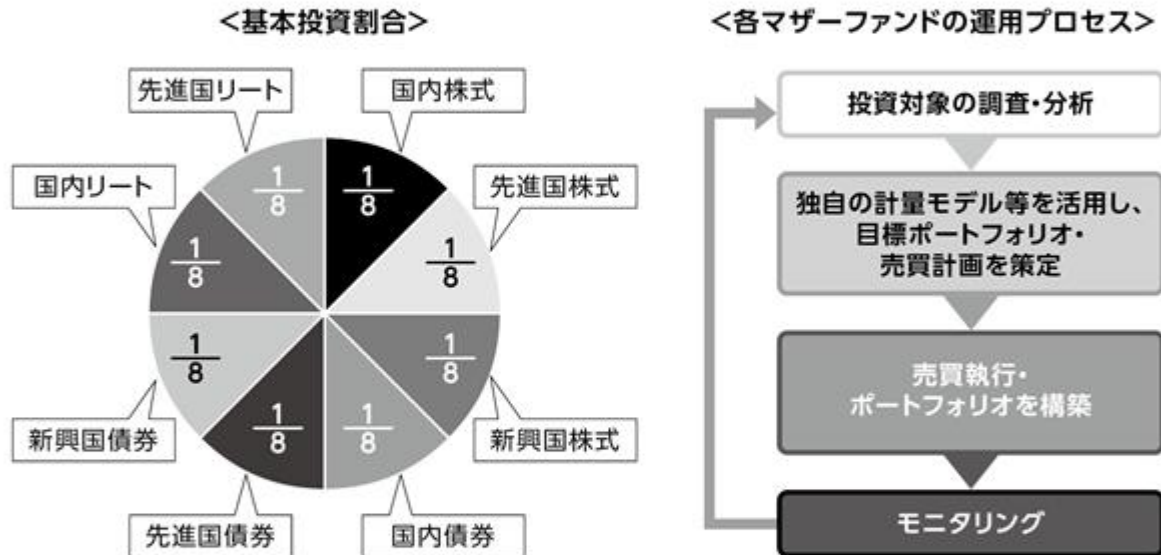 <基本投資割合>
先進国リート
国内株式
国内リート
先進国株式
1/8
1/8
1/8
1/8
1/8
1/8
1/8
1/8
新興国債券
新興国株式
先進国債券
国内債券
<各マザーファンドの運用プロセス>
投資対象の調査・分析
独自の計量モデル等を活用し、
目標ポートフォリオ・
売買計画を策定
売買執行・
ポートフォリオを構築
モニタリング